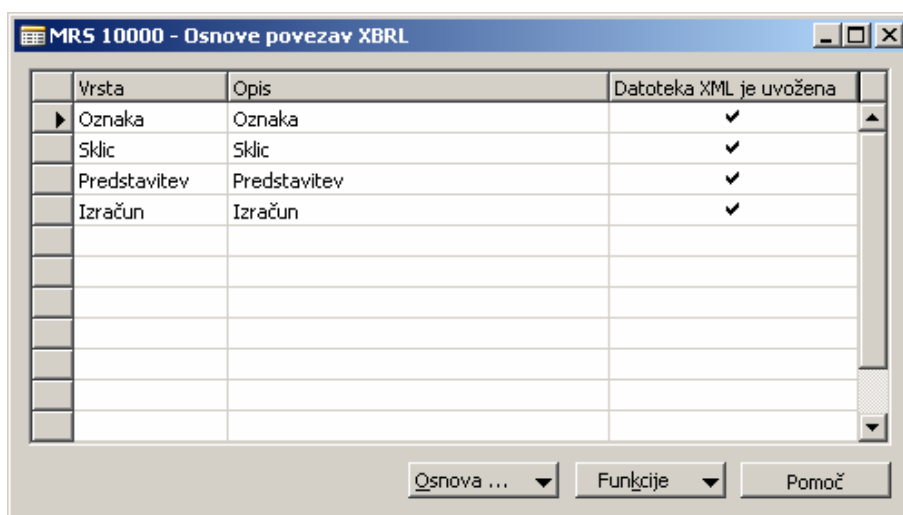 MRS 10000 - Osnove povezav XBRL
Vrsta Opis Datoteka XML je uvožena
Oznaka Oznaka
Sklic Sklic
Predstavitev Predstavitev
Izračun Izračun
Osnova ... Funkcije Pomoč